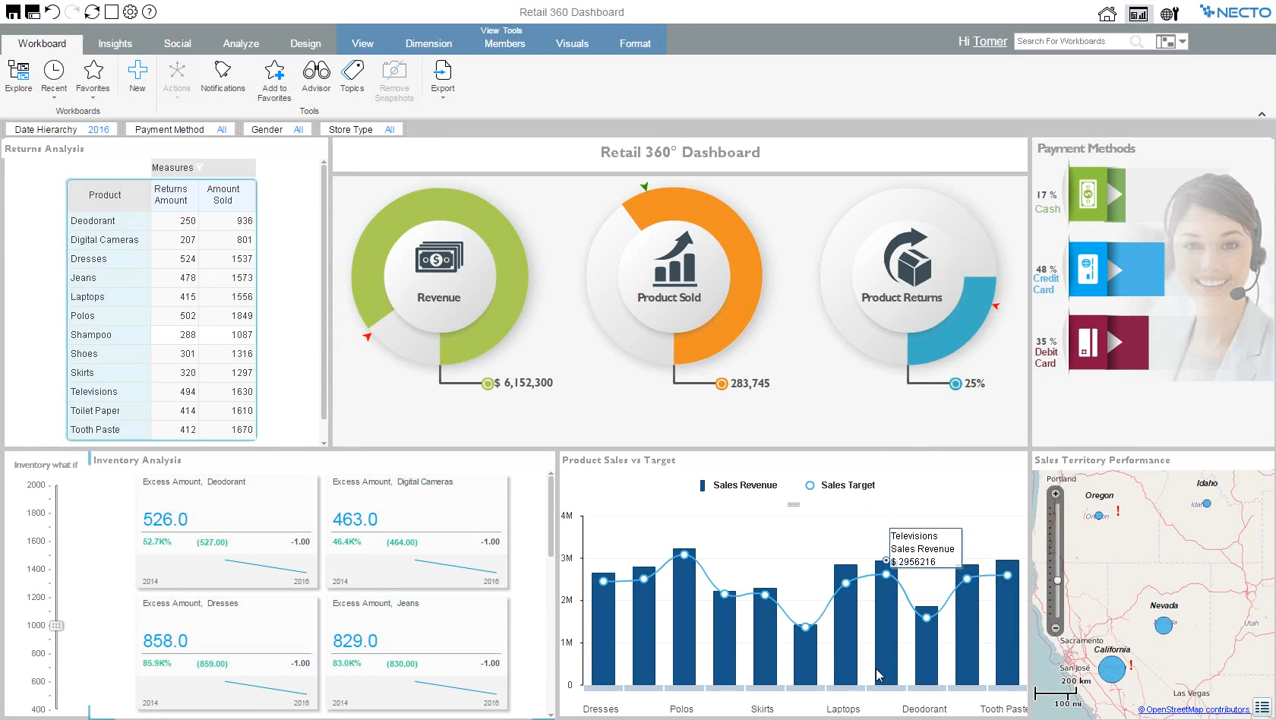 Retail 360 Dashboard
NECTO
View Tools
Workboard Insights Social Analyze Design View Dimension Members Visuals Format
Hi Tomer
Search For Workboards
Explore Recent Favorites New Actions Notifications Add to Favorites Advisor Topics Remove Snapshots Export
Workboards Tools
Date Hierarchy 2016 Payment Method All Gender All Store Type All
Returns Analysis
Measures
Product Returns Amount Amount Sold
Deodorant 250 936
Digital Cameras 207 801
Dresses 524 1537
Jeans 478 1573
Laptops 415 1556
Polos 502 1849
Shampoo 288 1087
Shoes 301 1316
Skirts 320 1297
Televisions 494 1630
Toilet Paper 414 1610
Tooth Paste 412 1670
Retail 360° Dashboard
Revenue
$ 6,152,300
Product Sold
283,745
Product Returns
25%
Payment Methods
17 %
Cash
48 %
Credit
Card
35 %
Debit
Card
Inventory what if
2000
1800
1600
1400
1200
1000
800
600
400
Inventory Analysis
Excess Amount, Deodorant
526.0
52.7K% (527.00) -1.00
2014 2016
Excess Amount, Digital Cameras
463.0
46.4K% (464.00) -1.00
2014 2016
Excess Amount, Dresses
858.0
85.9K% (859.00) -1.00
2014 2016
Excess Amount, Jeans
829.0
83.0K% (830.00) -1.00
2014 2016
Product Sales vs Target
Sales Revenue Sales Target
4M
3M
2M
1M
0
Televisions
Sales Revenue
$ 2956216
Dresses Polos Skirts Laptops Deodorant Tooth Paste
Sales Territory Performance
Portland
Idaho
Oregon
!
Nevada
Utah
Sacramento
California
!
San José
200 km
100 mi
Las Vegas
© OpenStreetMap contributors